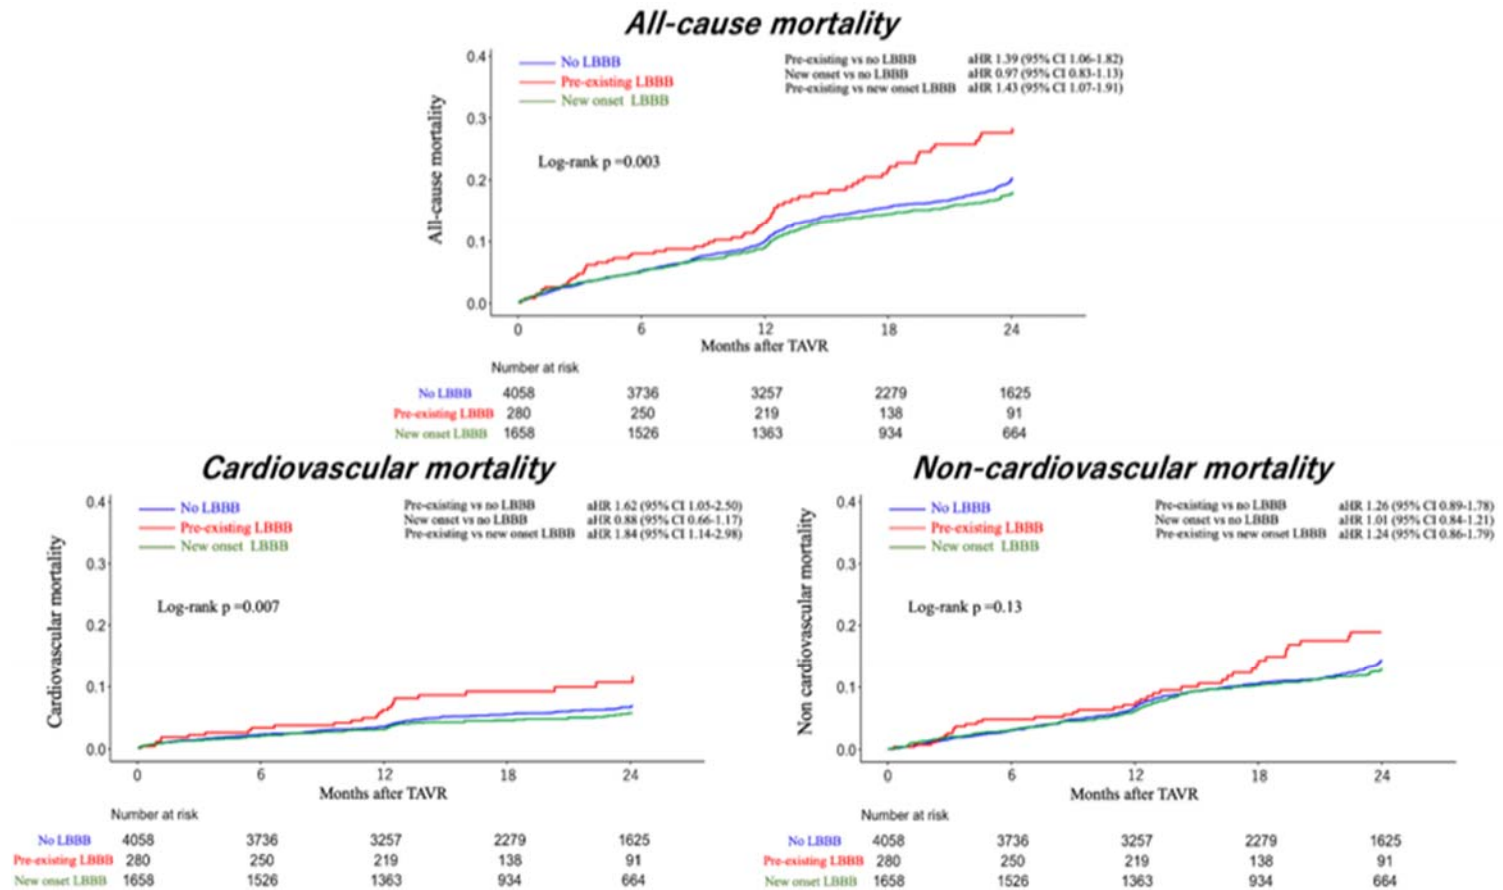 All-cause mortality
No LBBB
Pre-existing LBBB
New onset LBBB
Pre-existing vs no LBBB aHR 1.39 (95% CI 1.06-1.82)
New onset vs no LBBB aHR 0.97 (95% CI 0.83-1.13)
Pre-existing vs new onset LBBB aHR 1.43 (95% CI 1.07-1.91)
Log-rank p =0.003
All-cause mortality
0.4
0.3
0.2
0.1
0.0
0 6 12 18 24
Months after TAVR
Number at risk
No LBBB 4058 3736 3257 2279 1625
Pre-existing LBBB 280 250 219 138 91
New onset LBBB 1658 1526 1363 934 664
Cardiovascular mortality
No LBBB
Pre-existing LBBB
New onset LBBB
Pre-existing vs no LBBB aHR 1.62 (95% CI 1.05-2.50)
New onset vs no LBBB aHR 0.88 (95% CI 0.66-1.17)
Pre-existing vs new onset LBBB aHR 1.84 (95% CI 1.14-2.98)
Log-rank p =0.007
Cardiovascular mortality
0.4
0.3
0.2
0.1
0.0
0 6 12 18 24
Months after TAVR
Number at risk
No LBBB 4058 3736 3257 2279 1625
Pre-existing LBBB 280 250 219 138 91
New onset LBBB 1658 1526 1363 934 664
Non-cardiovascular mortality
No LBBB
Pre-existing LBBB
New onset LBBB
Pre-existing vs no LBBB aHR 1.26 (95% CI 0.89-1.78)
New onset vs no LBBB aHR 1.01 (95% CI 0.84-1.21)
Pre-existing vs new onset LBBB aHR 1.24 (95% CI 0.86-1.79)
Log-rank p =0.13
Non cardiovascular mortality
0.4
0.3
0.2
0.1
0.0
0 6 12 18 24
Months after TAVR
Number at risk
No LBBB 4058 3736 3257 2279 1625
Pre-existing LBBB 280 250 219 138 91
New onset LBBB 1658 1526 1363 934 664